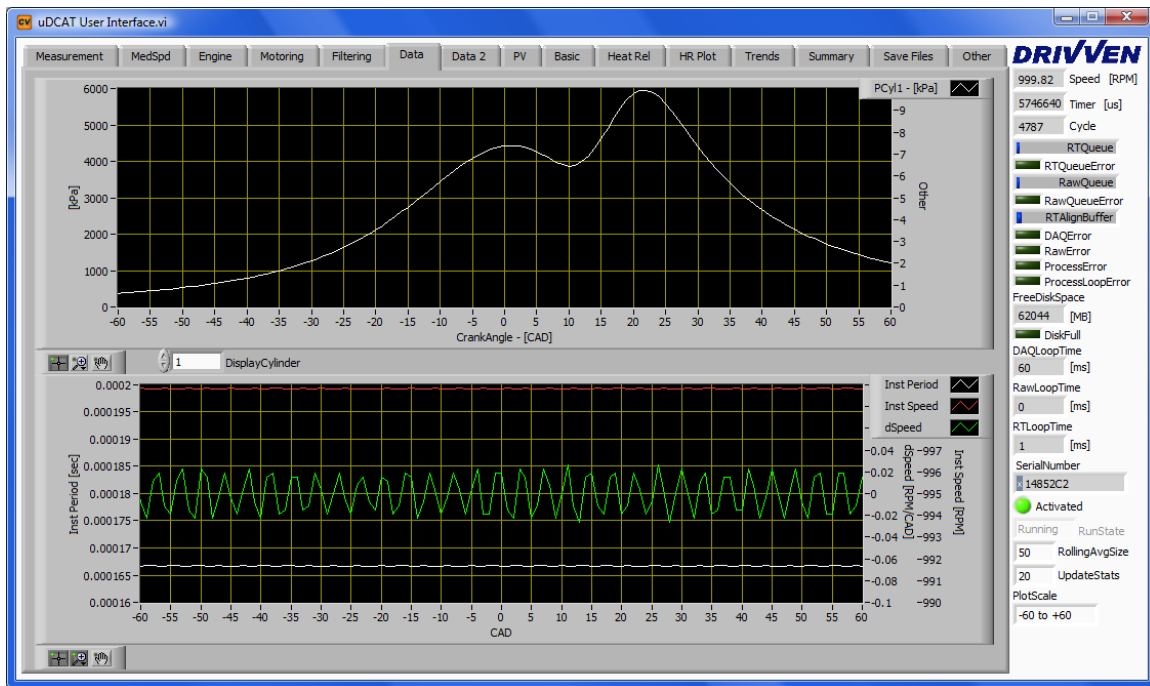 uDCAT User Interface.vi
Measurement MedSpd Engine Motoring Filtering Data Data 2 PV Basic Heat Rel HR Plot Trends Summary Save Files Other
DRIVVEN
PCyl1 - [kPa]
6000
5000
4000
3000
2000
1000
0
[kPa]
-9
-8
-7
-6
-5
-4
-3
-2
-1
-0
Other
-60 -55 -50 -45 -40 -35 -30 -25 -20 -15 -10 -5 0 5 10 15 20 25 30 35 40 45 50 55 60
CrankAngle - [CAD]
1 DisplayCylinder
Inst Period
Inst Speed
dSpeed
0.0002
0.000195
0.00019
0.000185
0.00018
0.000175
0.00017
0.000165
0.00016
Inst Period [sec]
-0.04 -997
-0.02 -996
-0 -995
-0.02 -994
-0.04 -993
-0.06 -992
-0.08 -991
-0.1 -990
dSpeed [RPM/CAD]
Inst Speed [RPM]
-60 -55 -50 -45 -40 -35 -30 -25 -20 -15 -10 -5 0 5 10 15 20 25 30 35 40 45 50 55 60
CAD
999.82 Speed [RPM]
5746640 Timer [us]
4787 Cycle
RTQueue
RTQueueError
RawQueue
RawQueueError
RTAlignBuffer
DAQError
RawError
ProcessError
ProcessLoopError
FreeDiskSpace
62044 [MB]
DiskFull
DAQLoopTime
60 [ms]
RawLoopTime
0 [ms]
RTLoopTime
1 [ms]
SerialNumber
14852C2
Activated
Running RunState
50 RollingAvgSize
20 UpdateStats
PlotScale
-60 to +60